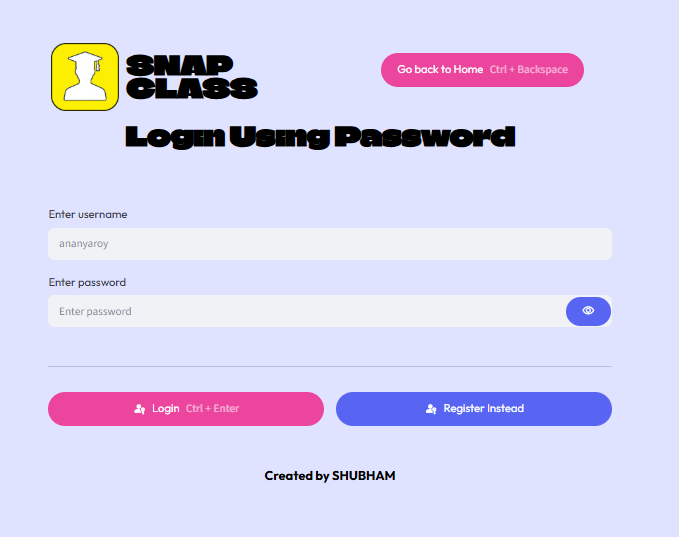 SNAP
CLASS
Go back to Home Ctrl + Backspace
Login Using Password
Enter username
ananyaroy
Enter password
Enter password
Login Ctrl + Enter
Register Instead
Created by SHUBHAM